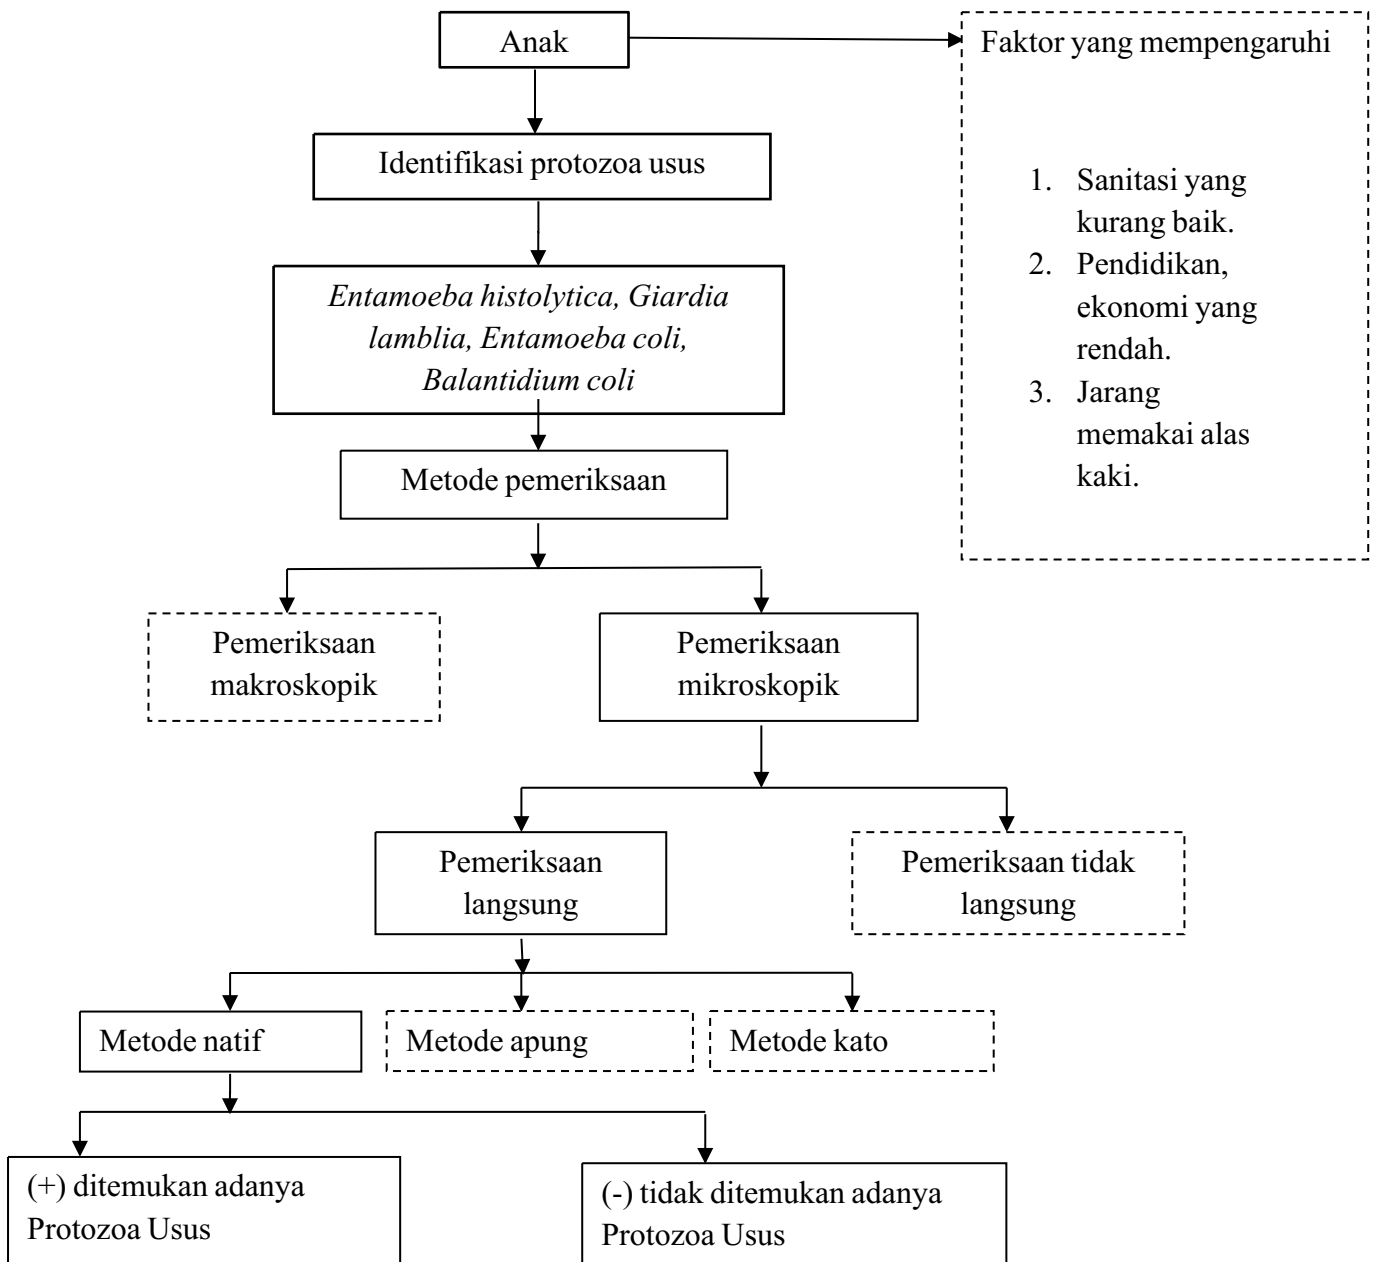 Anak
Faktor yang mempengaruhi
1. Sanitasi yang
kurang baik.
2. Pendidikan,
ekonomi yang
rendah.
3. Jarang
memakai alas
kaki.
Identifikasi protozoa usus
Entamoeba histolytica, Giardia
lamblia, Entamoeba coli,
Balantidium coli
Metode pemeriksaan
Pemeriksaan
makroskopik
Pemeriksaan
mikroskopik
Pemeriksaan
langsung
Pemeriksaan tidak
langsung
Metode natif
Metode apung
Metode kato
(+) ditemukan adanya
Protozoa Usus
(-) tidak ditemukan adanya
Protozoa Usus